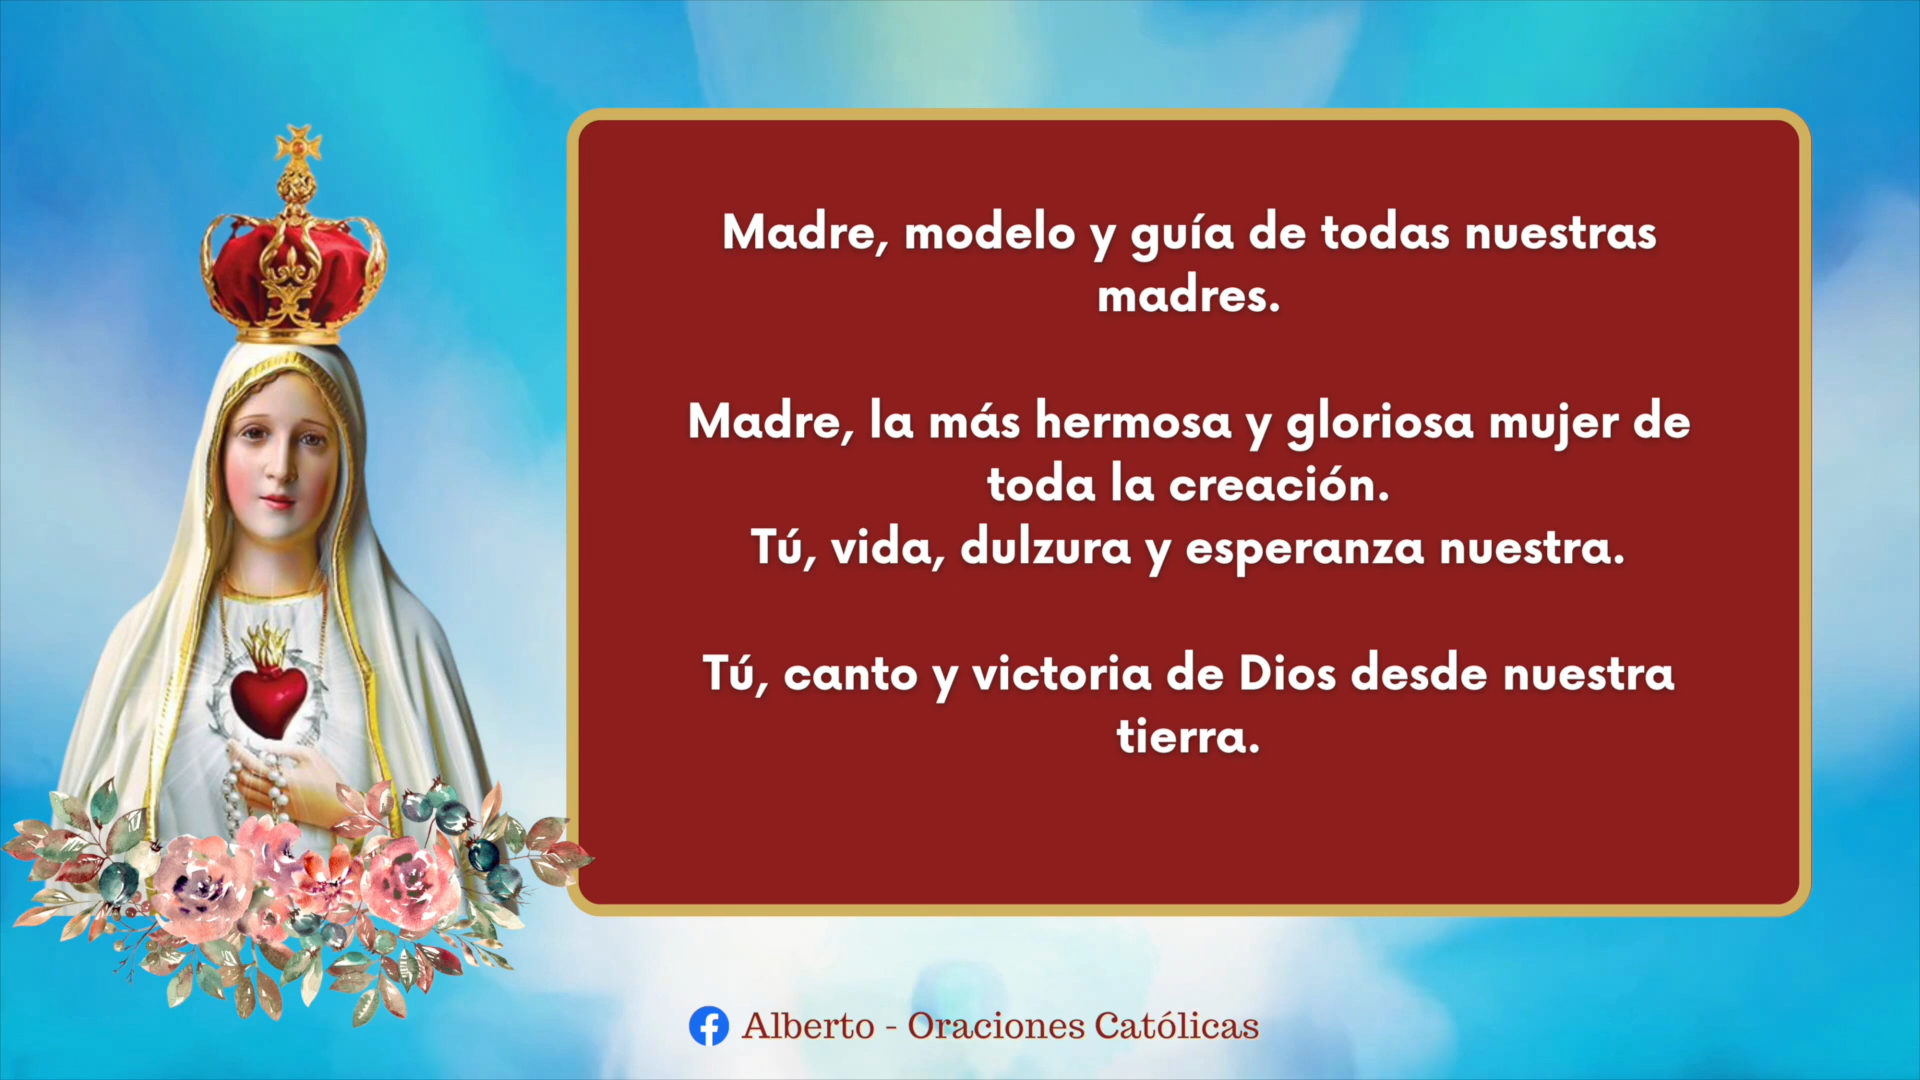 Madre, modelo y guía de todas nuestras
madres.
Madre, la más hermosa y gloriosa mujer de
toda la creación.
Tú, vida, dulzura y esperanza nuestra.
Tú, canto y victoria de Dios desde nuestra
tierra.
Alberto - Oraciones Católicas